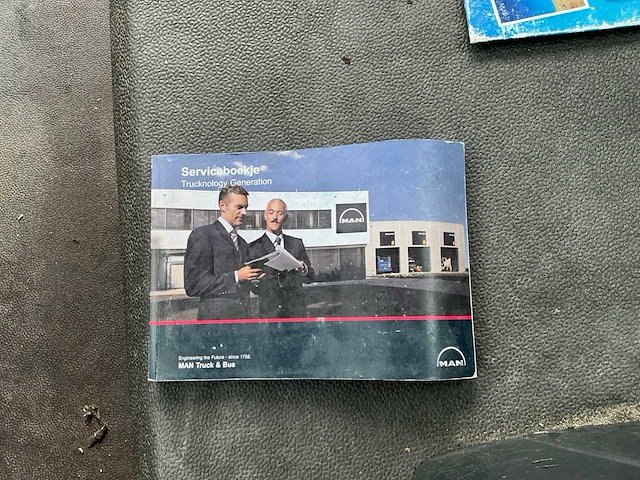 Serviceboekje
Trucknology Generation
MAN
Engineering the Future - since 1758.
MAN Truck & Bus
MAN